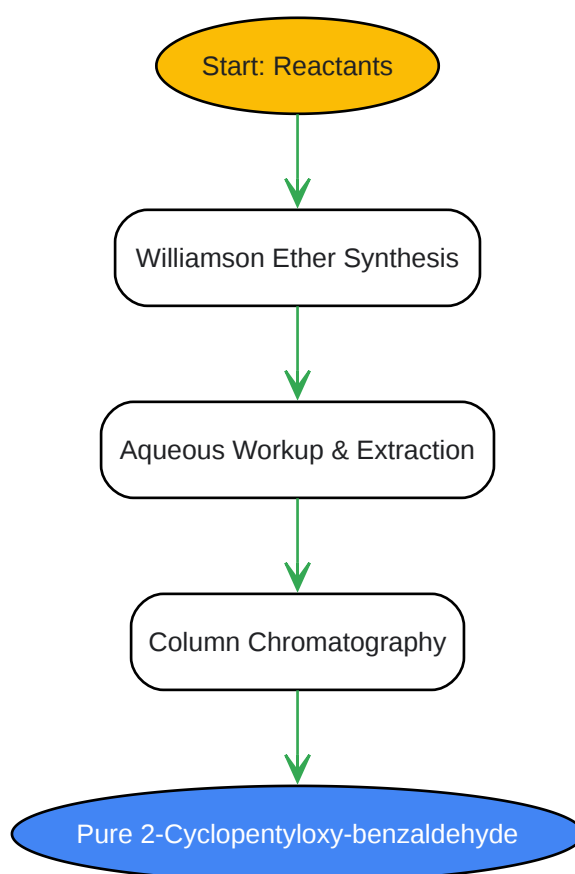 Start: Reactants
Williamson Ether Synthesis
Aqueous Workup & Extraction
Column Chromatography
Pure 2-Cyclopentyloxy-benzaldehyde